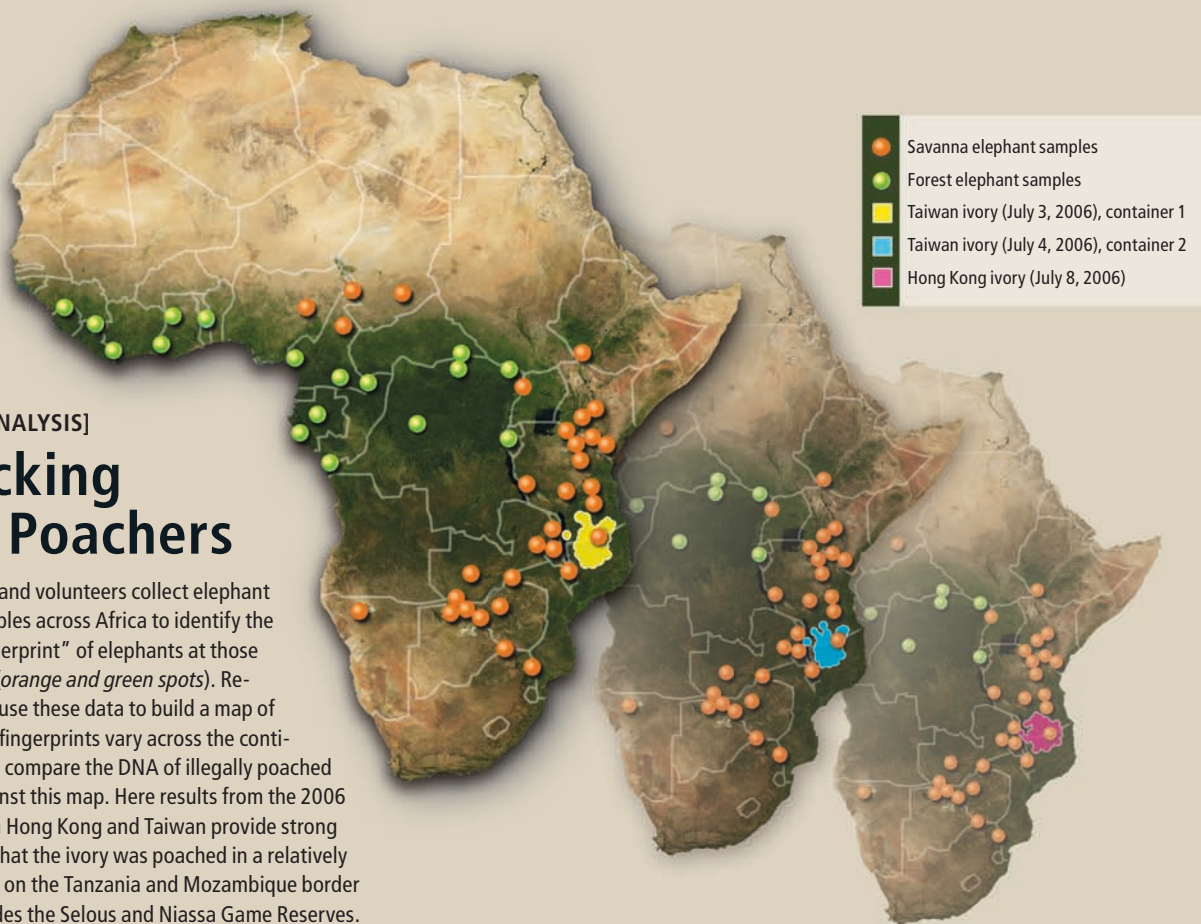 NALYSIS]
cking
Poachers
and volunteers collect elephant
ples across Africa to identify the
erprint” of elephants at those
orange and green spots). Re-
use these data to build a map of
fingerprints vary across the conti-
compare the DNA of illegally poached
nst this map. Here results from the 2006
Hong Kong and Taiwan provide strong
hat the ivory was poached in a relatively
on the Tanzania and Mozambique border
des the Selous and Niassa Game Reserves.
Savanna elephant samples
Forest elephant samples
Taiwan ivory (July 3, 2006), container 1
Taiwan ivory (July 4, 2006), container 2
Hong Kong ivory (July 8, 2006)